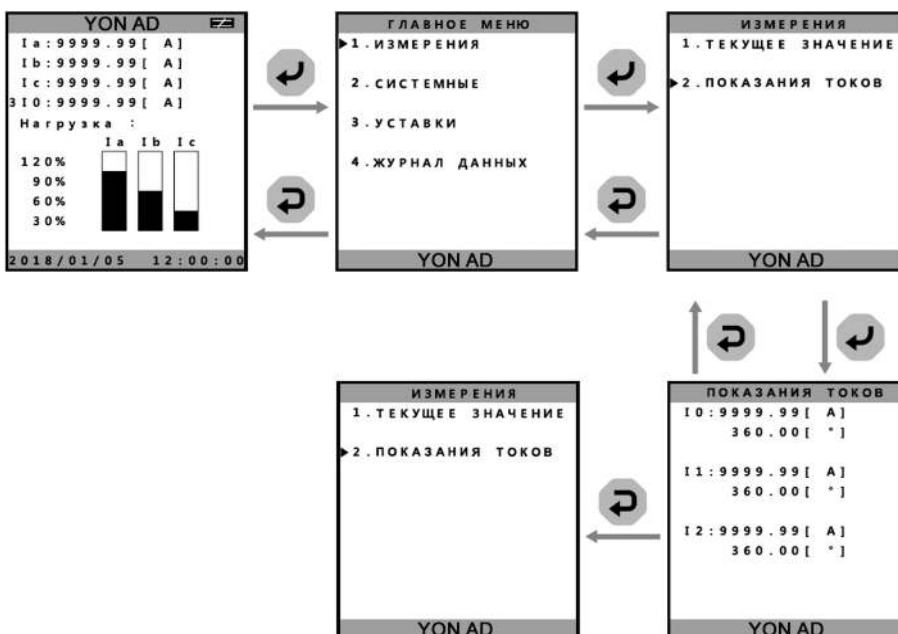 YON AD
Ia:9999.99[ A]
Ib:9999.99[ A]
Ic:9999.99[ A]
3I0:9999.99[ A]
Нагрузка :
Ia Ib Ic
120%
90%
60%
30%
2018/01/05 12:00:00
ГЛАВНОЕ МЕНЮ
1.ИЗМЕРЕНИЯ
2.СИСТЕМНЫЕ
3.УСТАВКИ
4.ЖУРНАЛ ДАННЫХ
YON AD
ИЗМЕРЕНИЯ
1.ТЕКУЩЕЕ ЗНАЧЕНИЕ
2.ПОКАЗАНИЯ ТОКОВ
YON AD
ИЗМЕРЕНИЯ
1.ТЕКУЩЕЕ ЗНАЧЕНИЕ
2.ПОКАЗАНИЯ ТОКОВ
YON AD
ПОКАЗАНИЯ ТОКОВ
I0:9999.99[ A]
360.00[ °]
I1:9999.99[ A]
360.00[ °]
I2:9999.99[ A]
360.00[ °]
YON AD